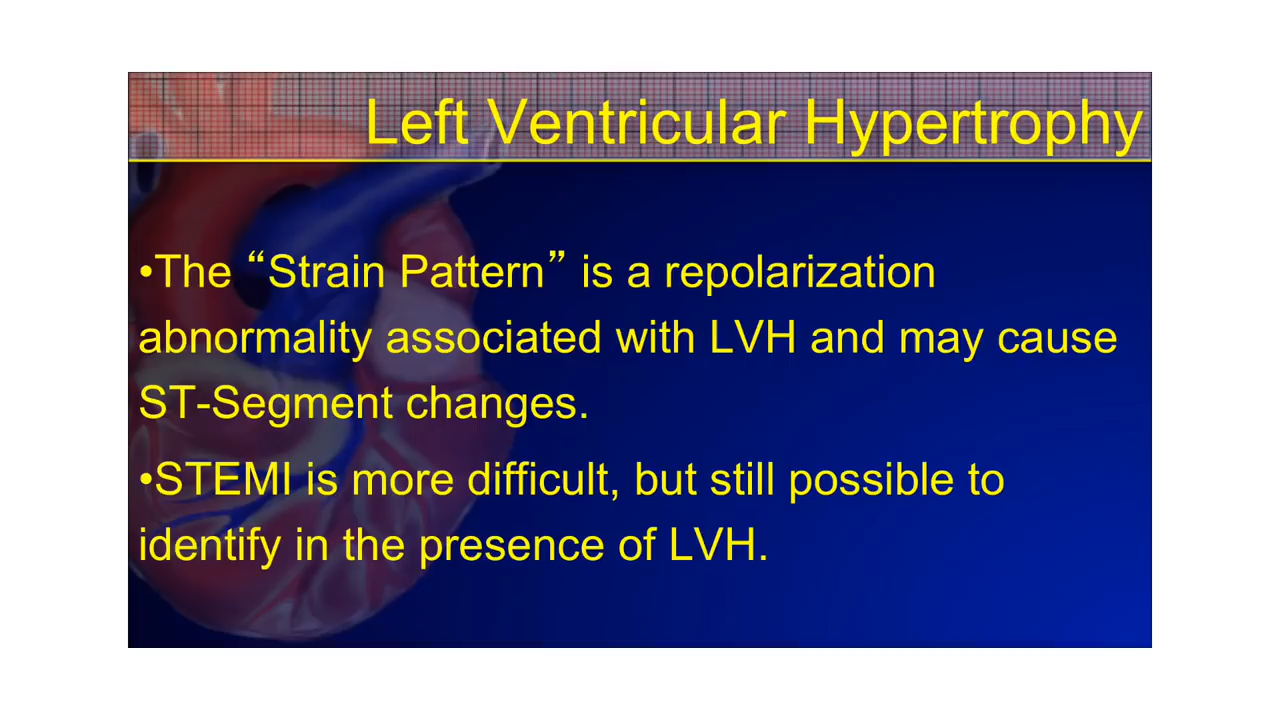 Left Ventricular Hypertrophy
•The “Strain Pattern” is a repolarization
abnormality associated with LVH and may cause
ST-Segment changes.
•STEMI is more difficult, but still possible to
identify in the presence of LVH.